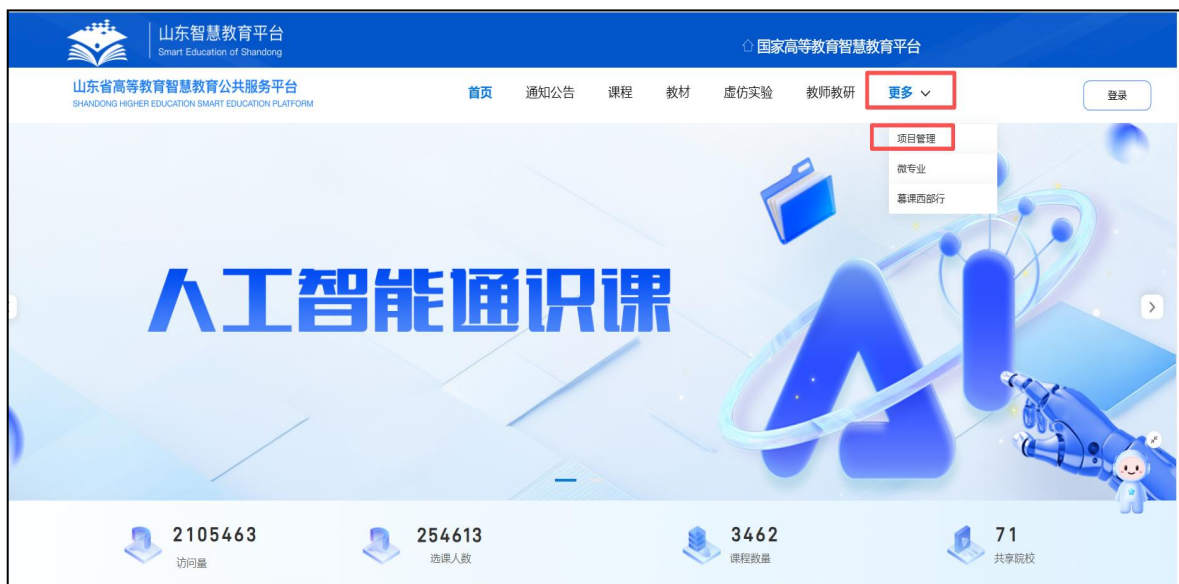 山东智慧教育平台
Smart Education of Shandong
国家高等教育智慧教育平台
山东省高等教育智慧教育公共服务平台
SHANDONG HIGHER EDUCATION SMART EDUCATION PLATFORM
首页 通知公告 课程 教材 虚仿实验 教师教研 更多
登录
项目管理
微专业
慕课西部行
人工智能通识课
AI
2105463
访问量
254613
选课人数
3462
课程数量
71
共享院校